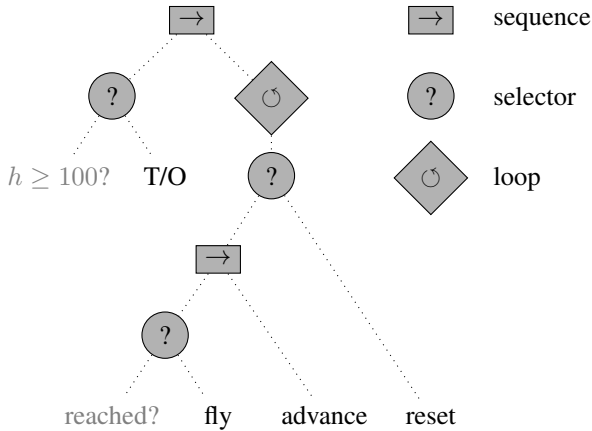 → → sequence
? ↺ ? selector
h ≥ 100? T/O ? ↺ loop
→
?
reached? fly advance reset